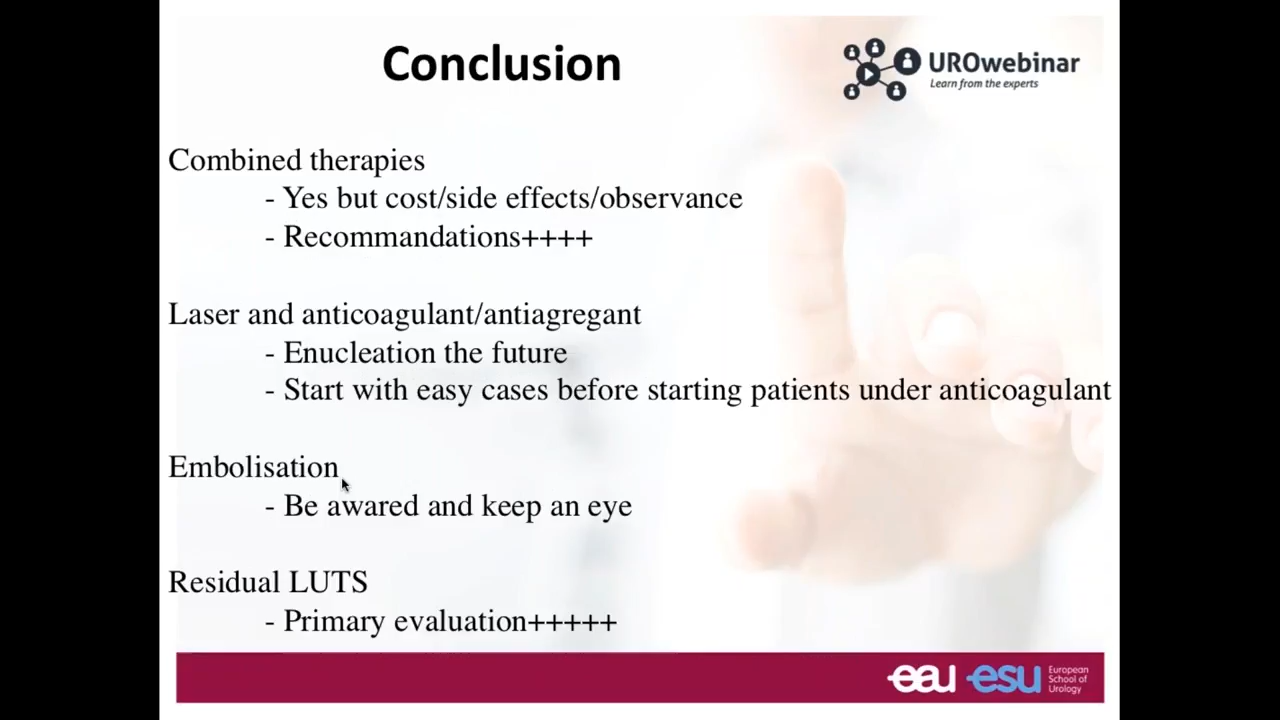 Conclusion
UROwebinar
Learn from the experts
Combined therapies
- Yes but cost/side effects/observance
- Recommandations++++
Laser and anticoagulant/antiagregant
- Enucleation the future
- Start with easy cases before starting patients under anticoagulant
Embolisation
- Be awared and keep an eye
Residual LUTS
- Primary evaluation+++++
eau esu European
School of
Urology